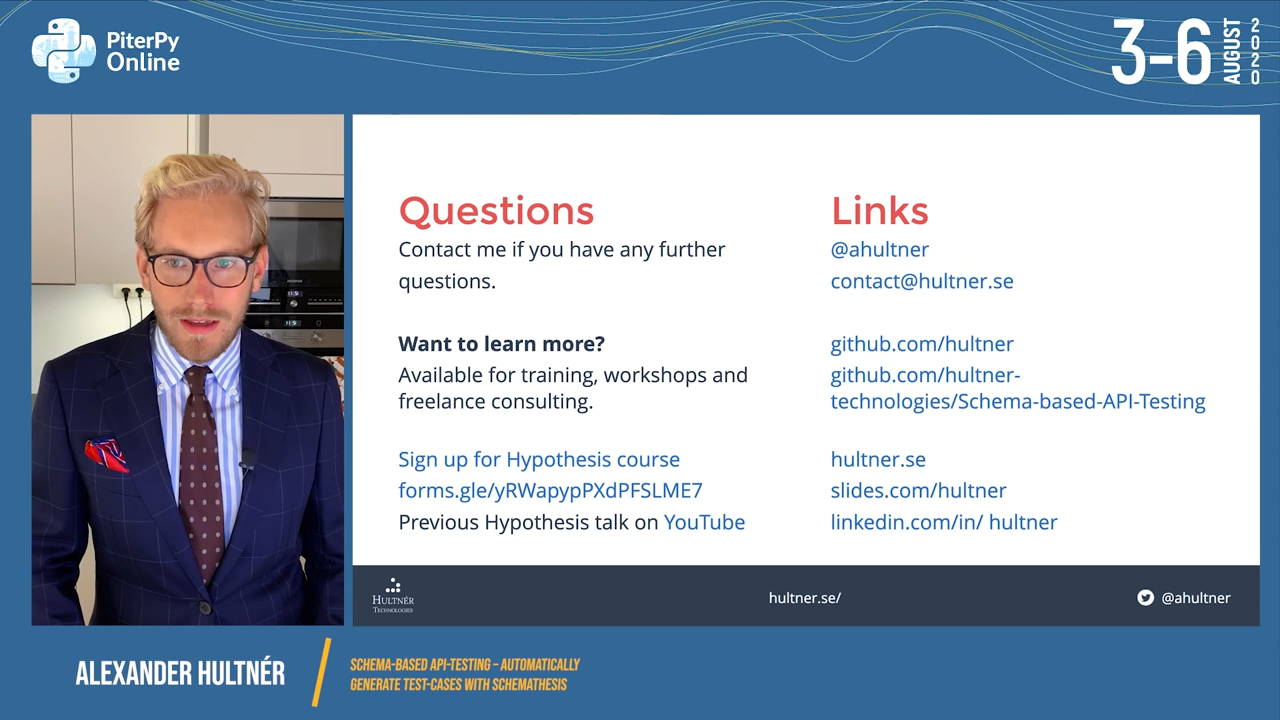 PiterPy
Online
3-6
AUGUST
2020
Questions
Contact me if you have any further
questions.
Want to learn more?
Available for training, workshops and
freelance consulting.
Sign up for Hypothesis course
forms.gle/yRWapypPXdPFSLME7
Previous Hypothesis talk on YouTube
Links
@ahultner
contact@hultner.se
github.com/hultner
github.com/hultner-
technologies/Schema-based-API-Testing
hultner.se
slides.com/hultner
linkedin.com/in/ hultner
HULTNÉR
TECHNOLOGIES
hultner.se/
@ahultner
ALEXANDER HULTNÉR
SCHEMA-BASED API-TESTING – AUTOMATICALLY
GENERATE TEST-CASES WITH SCHEMATHESIS